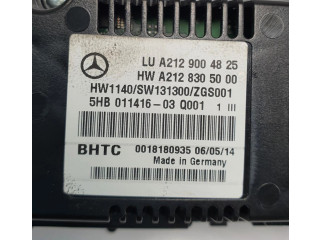 LU A212 900 48 25
HW A212 835 50 00
HW1140/SW131300/ZGS001
5HB 011416-03 Q001 1 III
BHTC 0018180935 06/05/14
Made in Germany